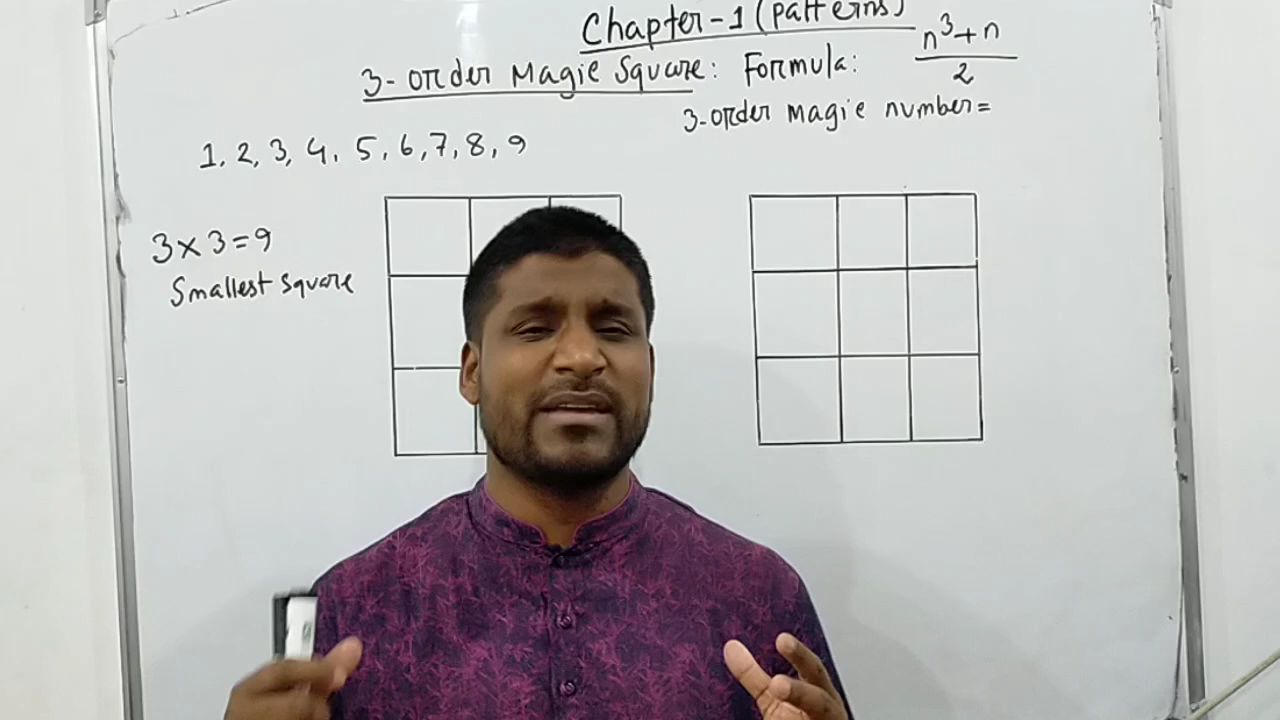 Chapter-1 (Patterns)
3-order Magic Square: Formula: n³+n / 2
3-order magic number=
1, 2, 3, 4, 5, 6, 7, 8, 9
3×3=9
Smallest square